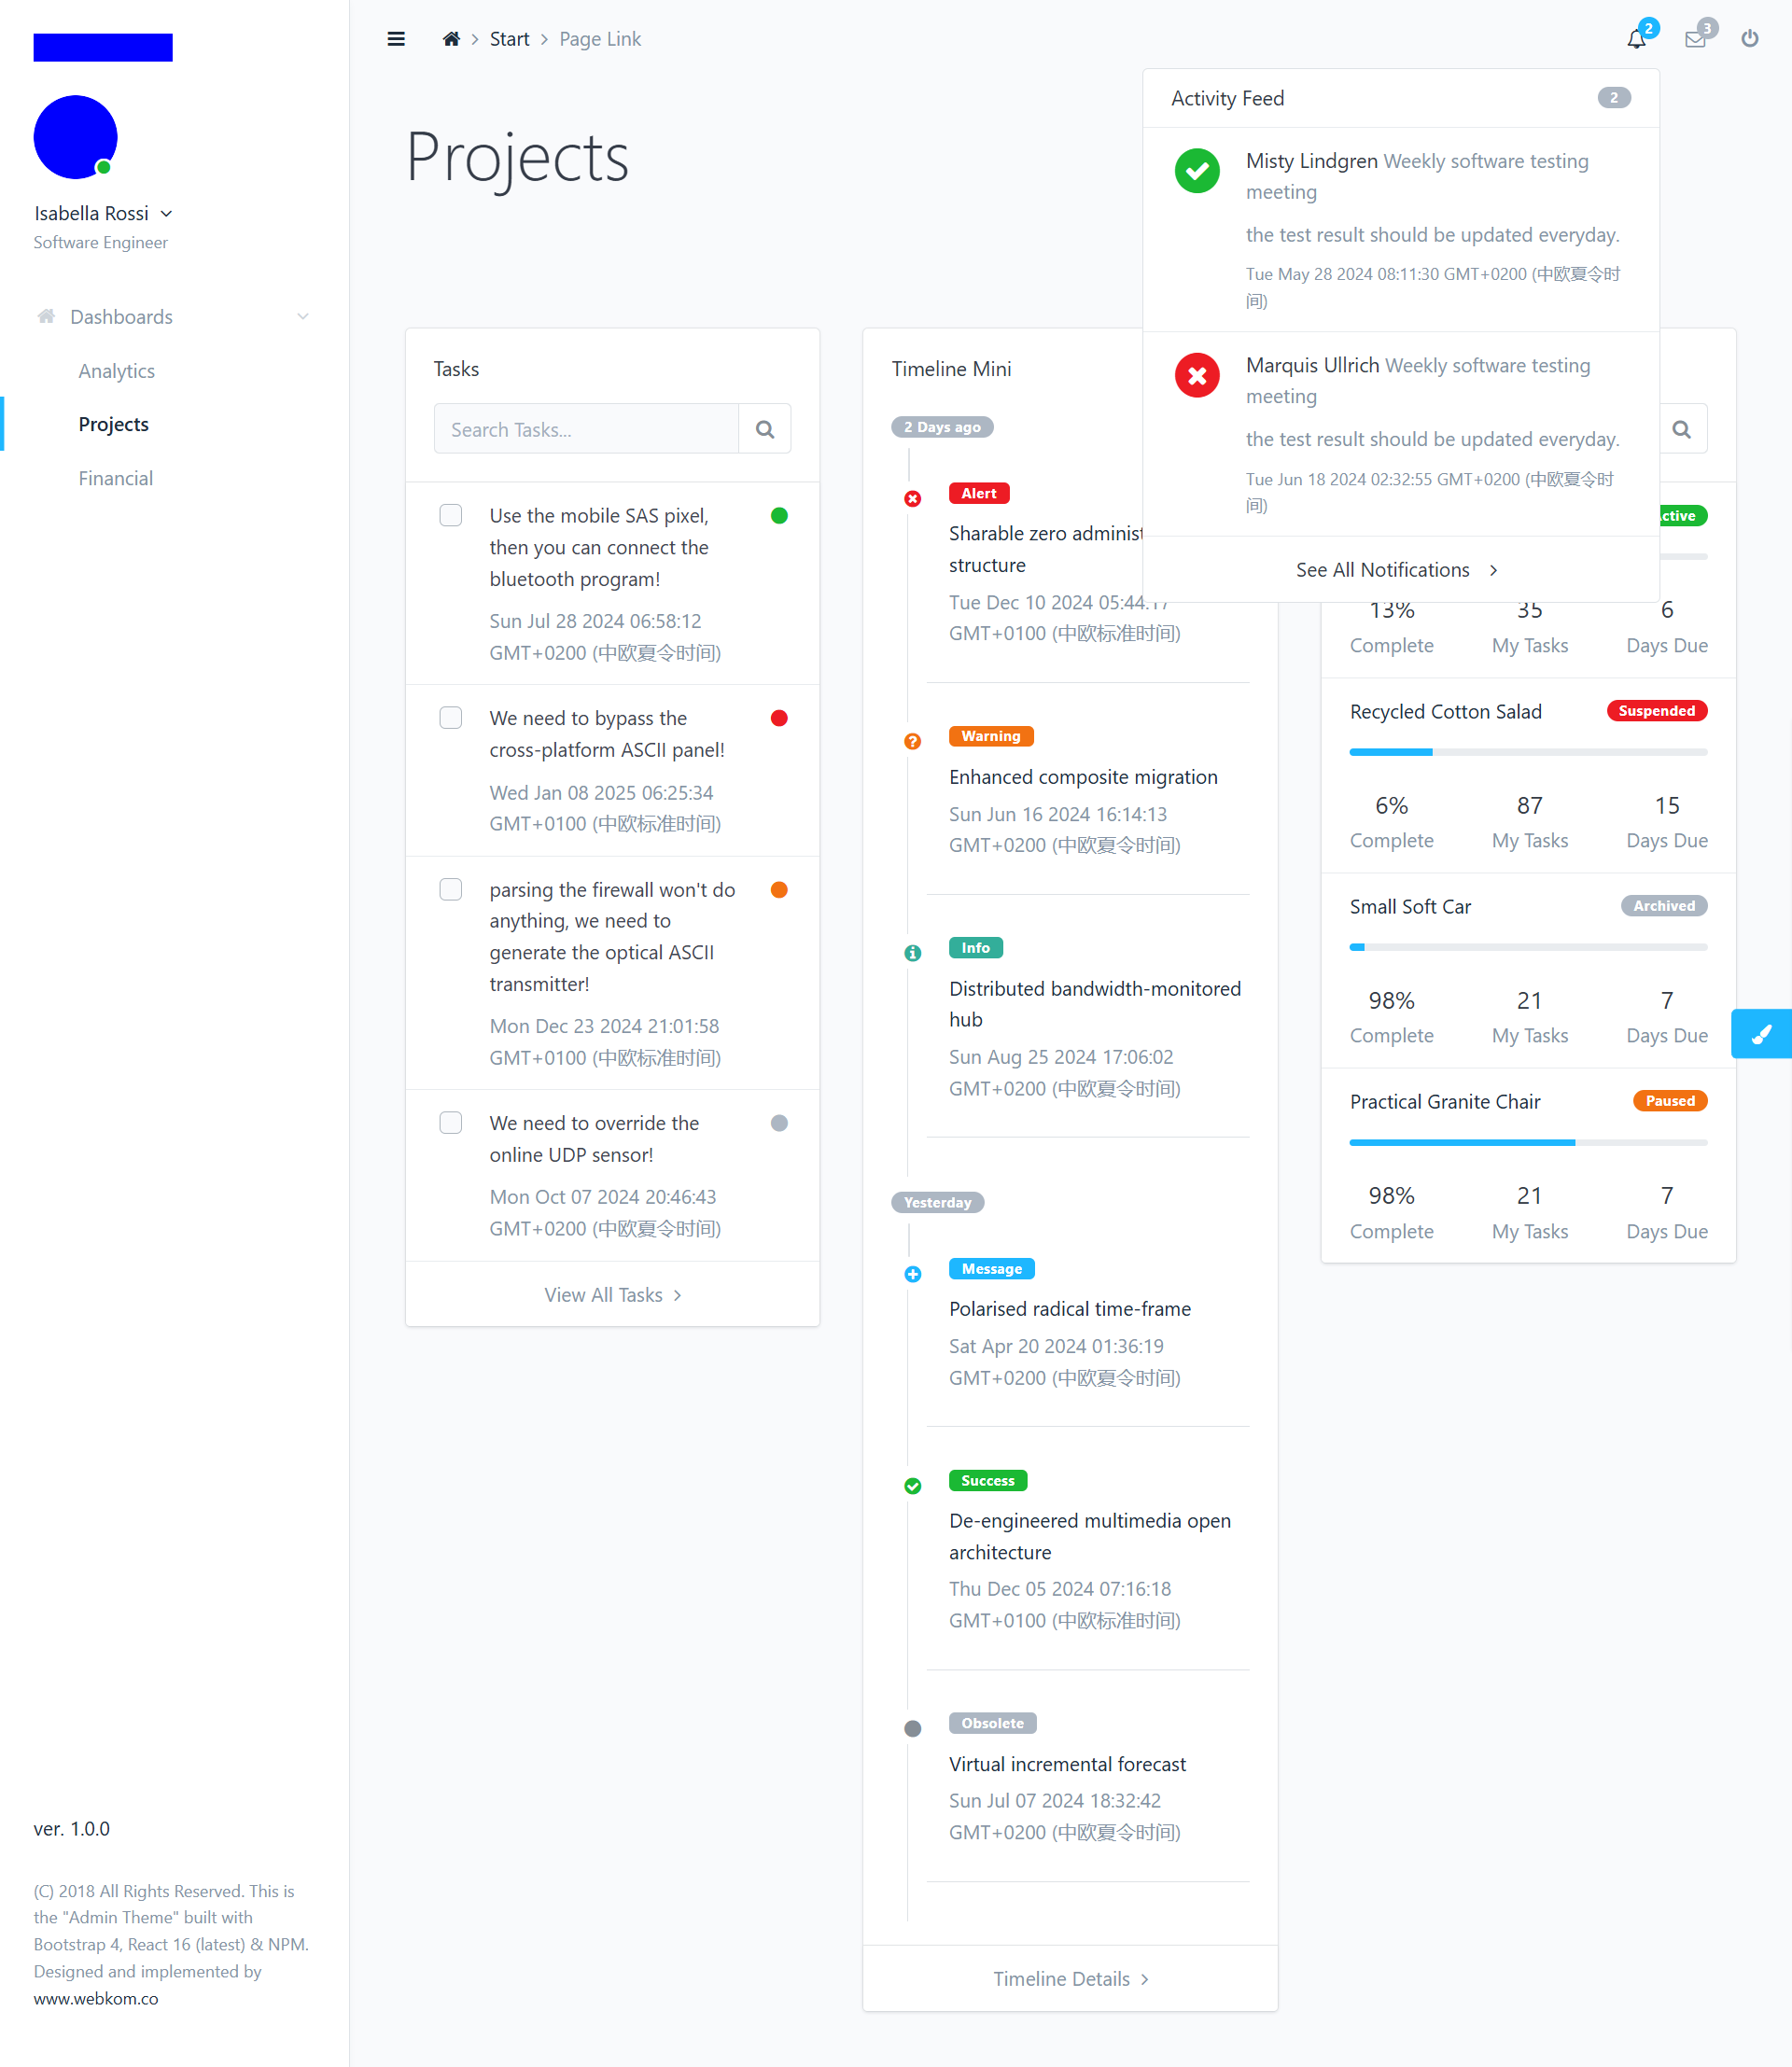 Isabella Rossi
Software Engineer
Dashboards
Analytics
Projects
Financial
ver. 1.0.0
(C) 2018 All Rights Reserved. This is
the "Admin Theme" built with
Bootstrap 4, React 16 (latest) & NPM.
Designed and implemented by
www.webkom.co
Start
Page Link
2
3
Projects
Activity Feed
2
Misty Lindgren Weekly software testing
meeting
the test result should be updated everyday.
Tue May 28 2024 08:11:30 GMT+0200 (中欧夏令时
间)
Marquis Ullrich Weekly software testing
meeting
the test result should be updated everyday.
Tue Jun 18 2024 02:32:55 GMT+0200 (中欧夏令时
间)
See All Notifications
Tasks
Search Tasks...
Use the mobile SAS pixel,
then you can connect the
bluetooth program!
Sun Jul 28 2024 06:58:12
GMT+0200 (中欧夏令时间)
We need to bypass the
cross-platform ASCII panel!
Wed Jan 08 2025 06:25:34
GMT+0100 (中欧标准时间)
parsing the firewall won't do
anything, we need to
generate the optical ASCII
transmitter!
Mon Dec 23 2024 21:01:58
GMT+0100 (中欧标准时间)
We need to override the
online UDP sensor!
Mon Oct 07 2024 20:46:43
GMT+0200 (中欧夏令时间)
View All Tasks
Timeline Mini
2 Days ago
Alert
Sharable zero
structure
Tue Dec 10 2024 05:44:17
GMT+0100 (中欧标准时间)
Warning
Enhanced composite migration
Sun Jun 16 2024 16:14:13
GMT+0200 (中欧夏令时间)
Info
Distributed bandwidth-monitored
hub
Sun Aug 25 2024 17:06:02
GMT+0200 (中欧夏令时间)
Yesterday
Message
Polarised radical time-frame
Sat Apr 20 2024 01:36:19
GMT+0200 (中欧夏令时间)
Success
De-engineered multimedia open
architecture
Thu Dec 05 2024 07:16:18
GMT+0100 (中欧标准时间)
Obsolete
Virtual incremental forecast
Sun Jul 07 2024 18:32:42
GMT+0200 (中欧夏令时间)
Timeline Details
13% 35 6
Complete My Tasks Days Due
Recycled Cotton Salad Suspended
6% 87 15
Complete My Tasks Days Due
Small Soft Car Archived
98% 21 7
Complete My Tasks Days Due
Practical Granite Chair Paused
98% 21 7
Complete My Tasks Days Due